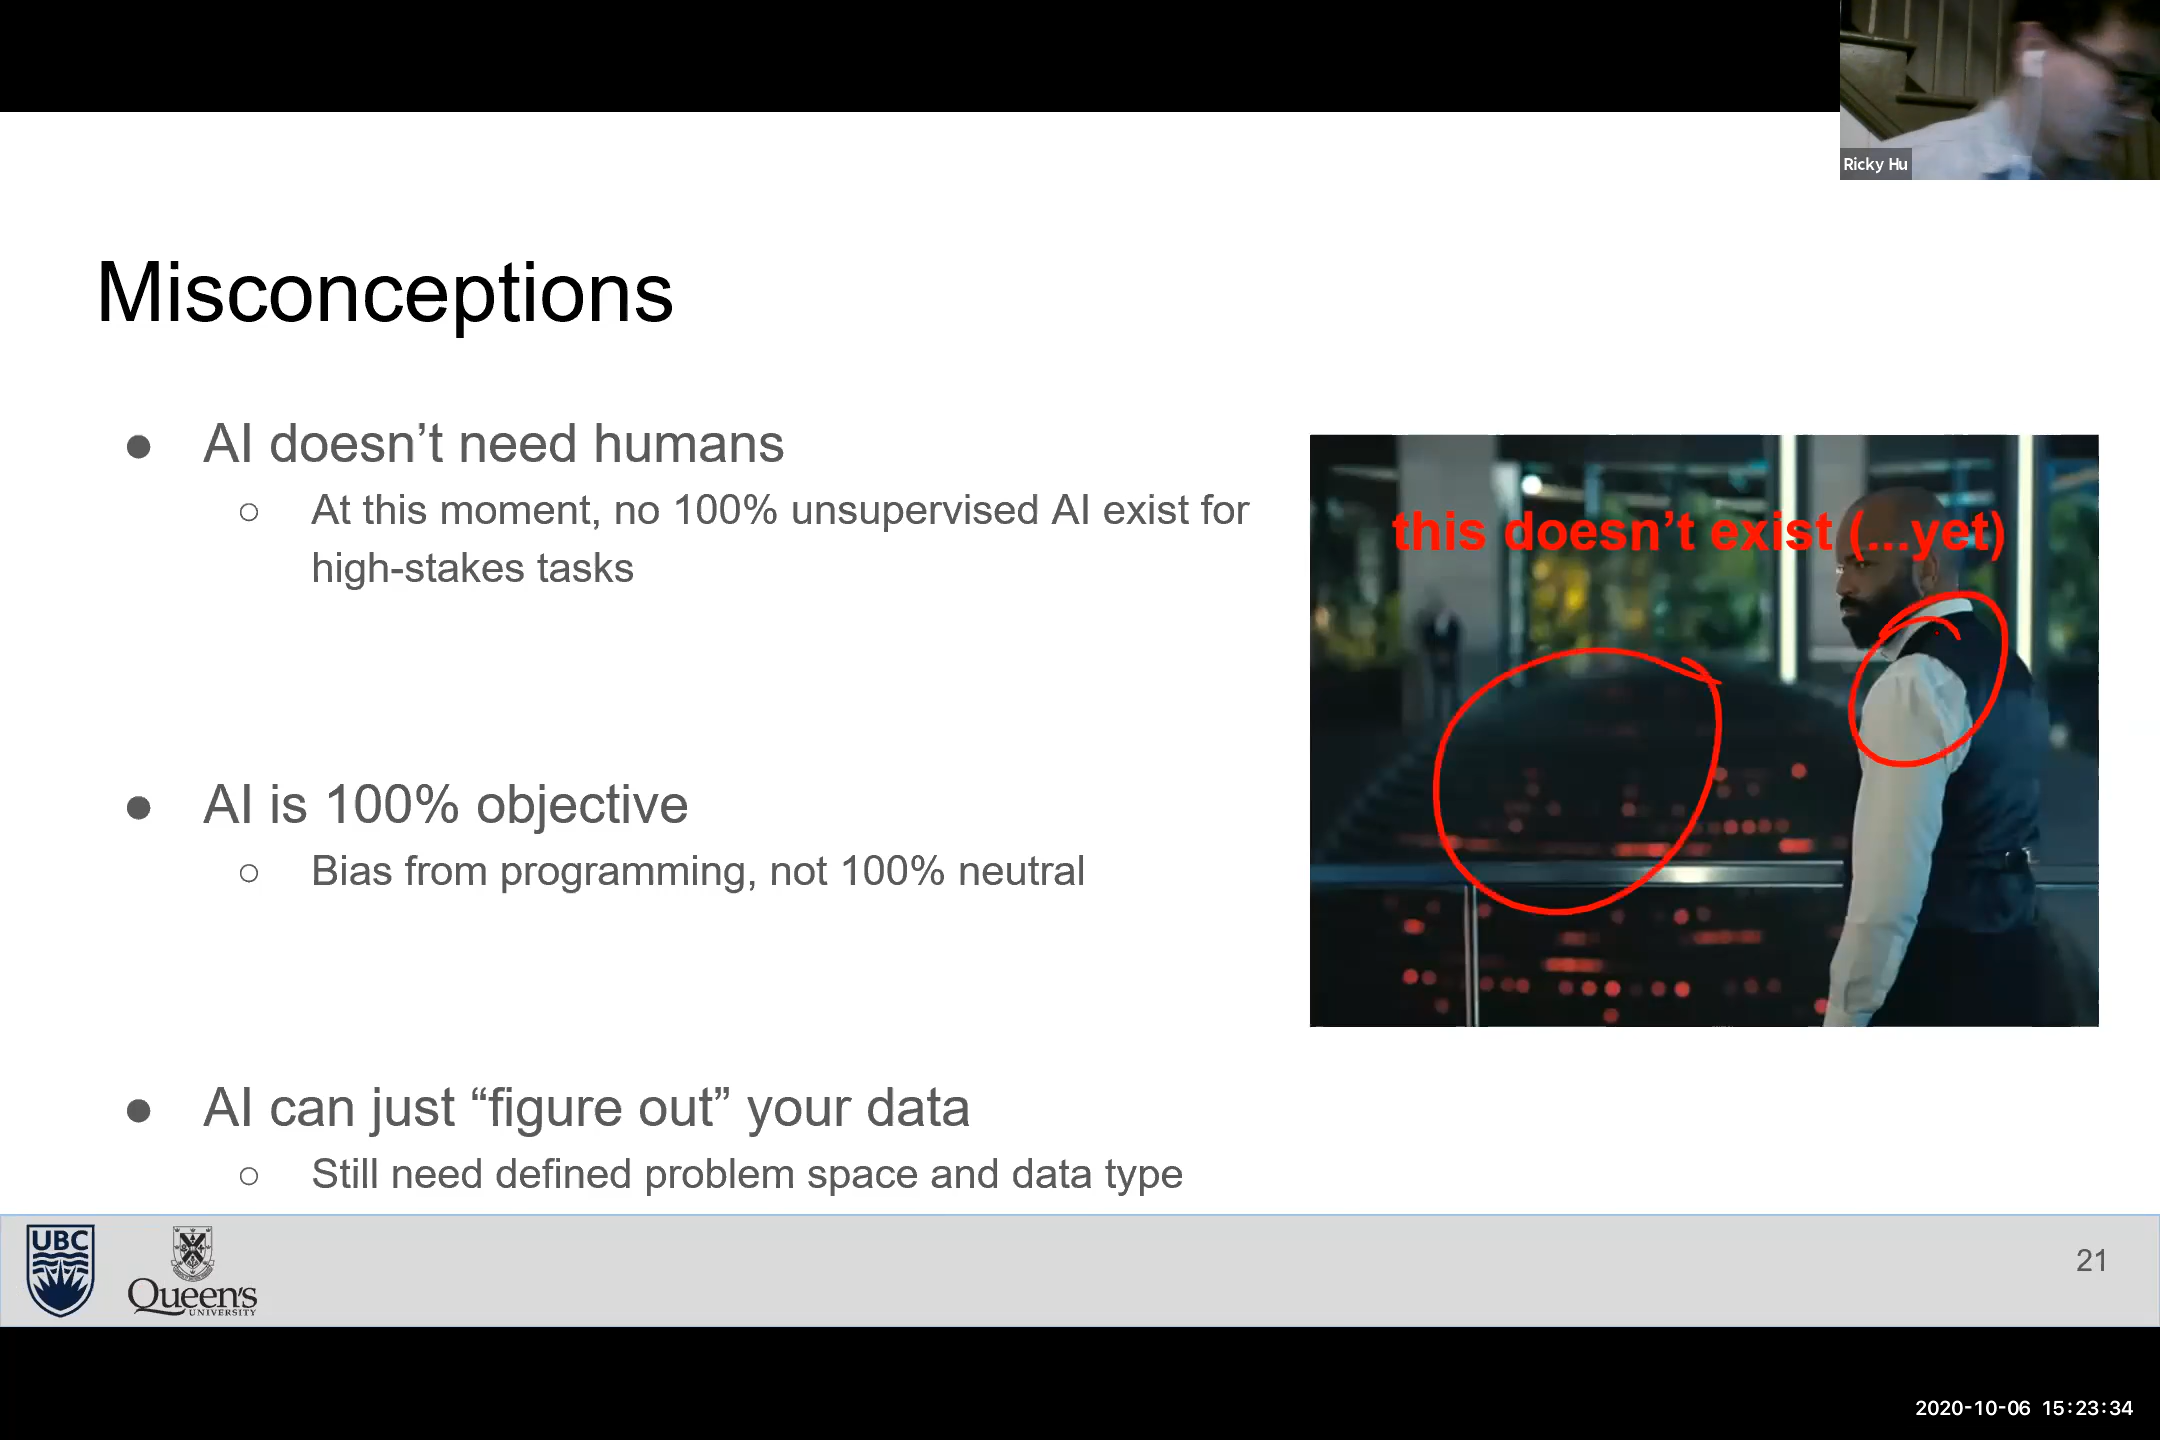 Ricky Hu
Misconceptions
● AI doesn’t need humans
○ At this moment, no 100% unsupervised AI exist for
high-stakes tasks
● AI is 100% objective
○ Bias from programming, not 100% neutral
● AI can just “figure out” your data
○ Still need defined problem space and data type
this doesn’t exist (...yet)
UBC
Queen's
UNIVERSITY
21
2020-10-06 15:23:34